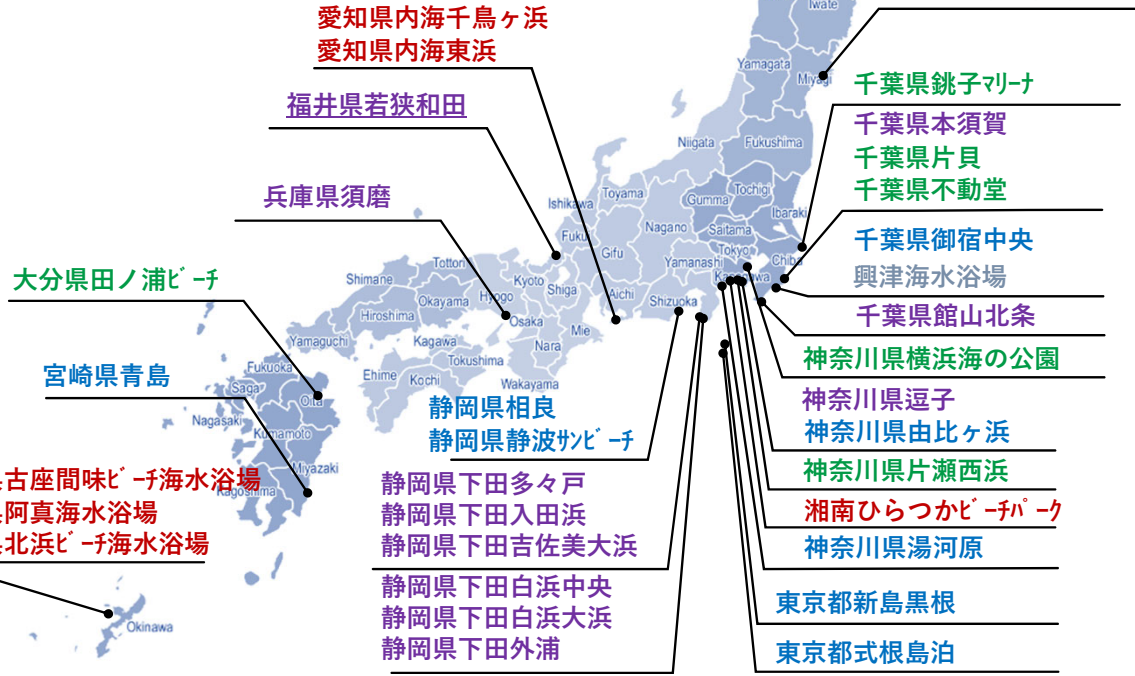 愛知県内海千鳥ヶ浜
愛知県内海東浜
福井県若狭和田
兵庫県須磨
大分県田ノ浦ﾋﾞｰﾁ
宮崎県青島
古座間味ﾋﾞｰﾁ海水浴場
阿真海水浴場
北浜ﾋﾞｰﾁ海水浴場
静岡県相良
静岡県静波ｻﾝﾋﾞｰﾁ
静岡県下田多々戸
静岡県下田入田浜
静岡県下田吉佐美大浜
静岡県下田白浜中央
静岡県下田白浜大浜
静岡県下田外浦
千葉県銚子ﾏﾘｰﾅ
千葉県本須賀
千葉県片貝
千葉県不動堂
千葉県御宿中央
興津海水浴場
千葉県館山北条
神奈川県横浜海の公園
神奈川県逗子
神奈川県由比ヶ浜
神奈川県片瀬西浜
湘南ひらつかﾋﾞｰﾁﾊﾟｰｸ
神奈川県湯河原
東京都新島黒根
東京都式根島泊
Iwate
Yamagata
Miyagi
Niigata
Fukushima
Tochigi
Gumma
Ibaraki
Saitama
Tokyo
Chiba
Kanagawa
Yamanashi
Nagano
Toyama
Ishikawa
Fuku
Gifu
Shizuoka
Aichi
Shiga
Kyoto
Mie
Nara
Osaka
Wakayama
Hyogo
Tottori
Okayama
Shimane
Hiroshima
Yamaguchi
Kagawa
Tokushima
Ehime
Kochi
Fukuoka
Saga
Nagasaki
Oita
Kumamoto
Miyazaki
Kagoshima
Okinawa